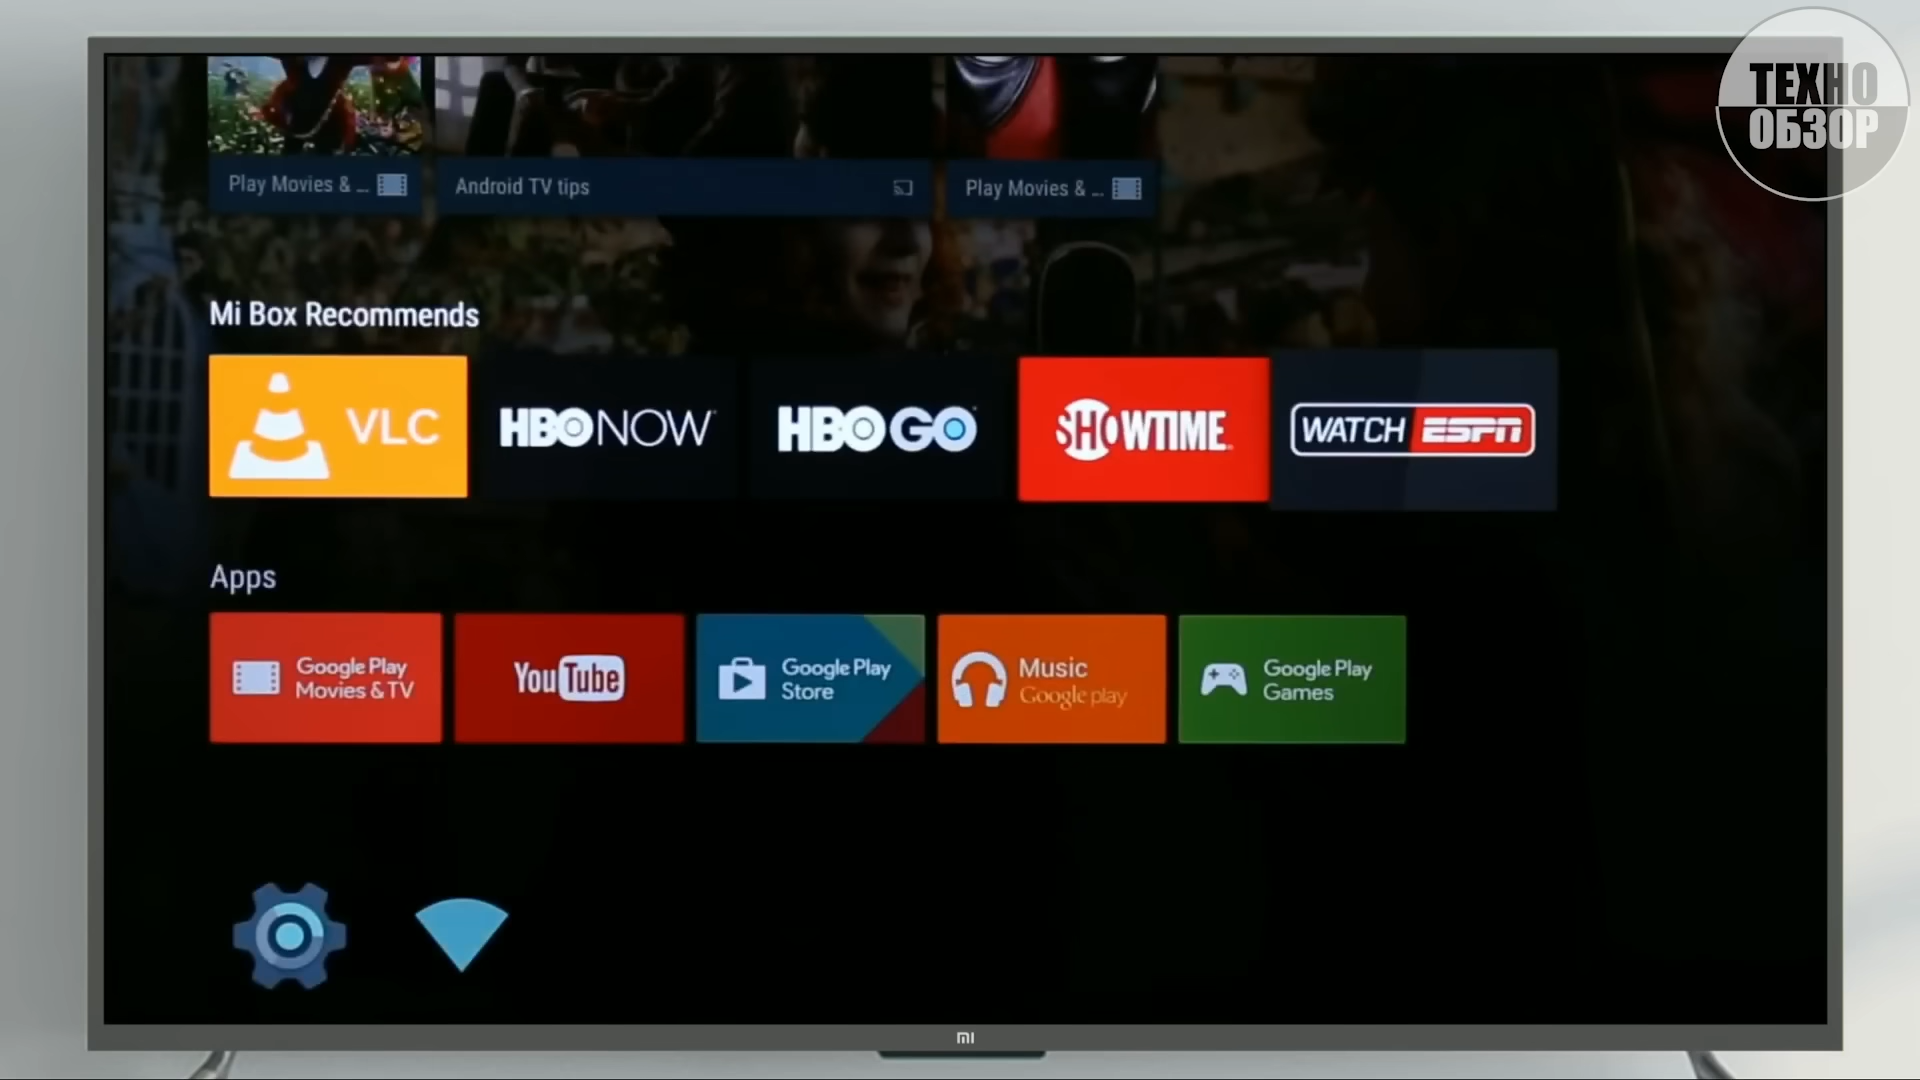 ТЕХНО
ОБЗОР
Play Movies & ...
Android TV tips
Play Movies & ...
Mi Box Recommends
VLC
HBO NOW
HBO GO
SHOWTIME
WATCH ESPN
Apps
Google Play
Movies & TV
YouTube
Google Play
Store
Music
Google play
Google Play
Games
MI